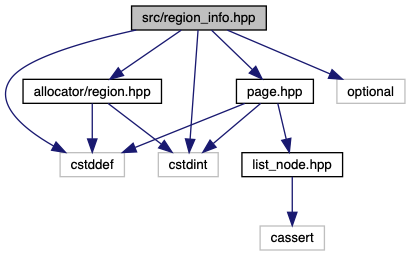 src/region_info.hpp
allocator/region.hpp
page.hpp
optional
cstddef
cstdint
list_node.hpp
cassert